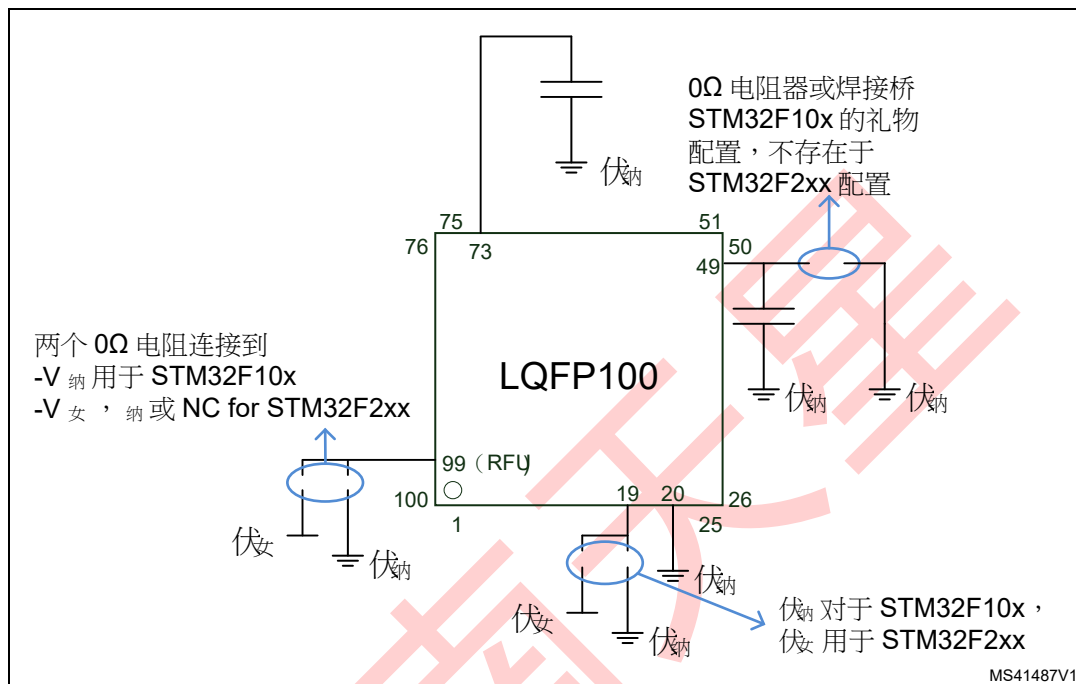 伏纳
0Ω 电阻器或焊接桥
STM32F10x 的礼物
配置，不存在于
STM32F2xx 配置
75
51
76
73
50
49
两个 0Ω 电阻连接到
-V 纳 用于 STM32F10x
-V 女 ， 纳 或 NC for STM32F2xx
LQFP100
伏纳
伏纳
99（RFU)
100
19
20
26
1
25
伏女
伏纳
伏纳
伏女
伏纳
伏纳 对于 STM32F10x，
伏女 用于 STM32F2xx
MS41487V1
南天星